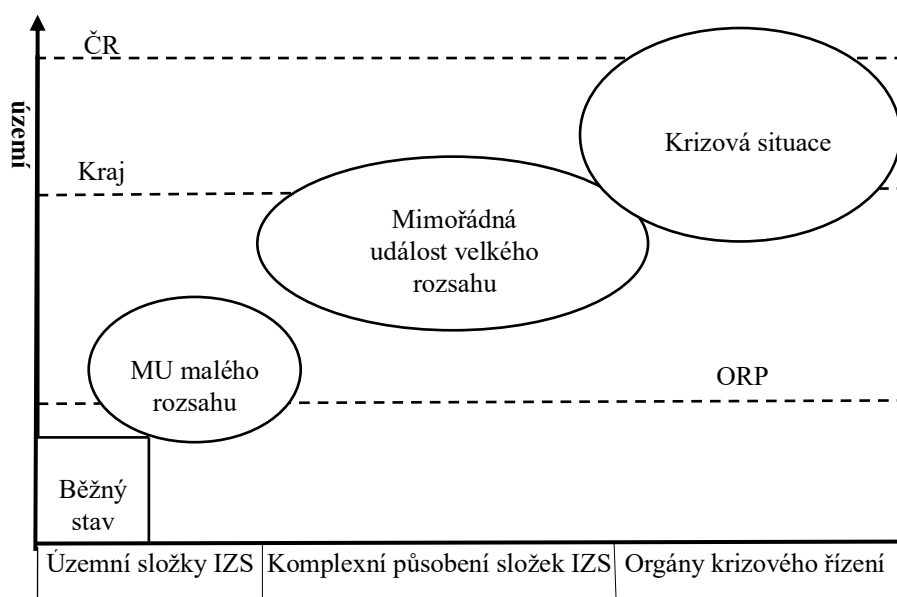 ČR
území
Krizová situace
Kraj
Mimořádná
událost velkého
rozsahu
MU malého
rozsahu
ORP
Běžný
stav
Územní složky IZS
Komplexní působení složek IZS
Orgány krizového řízení